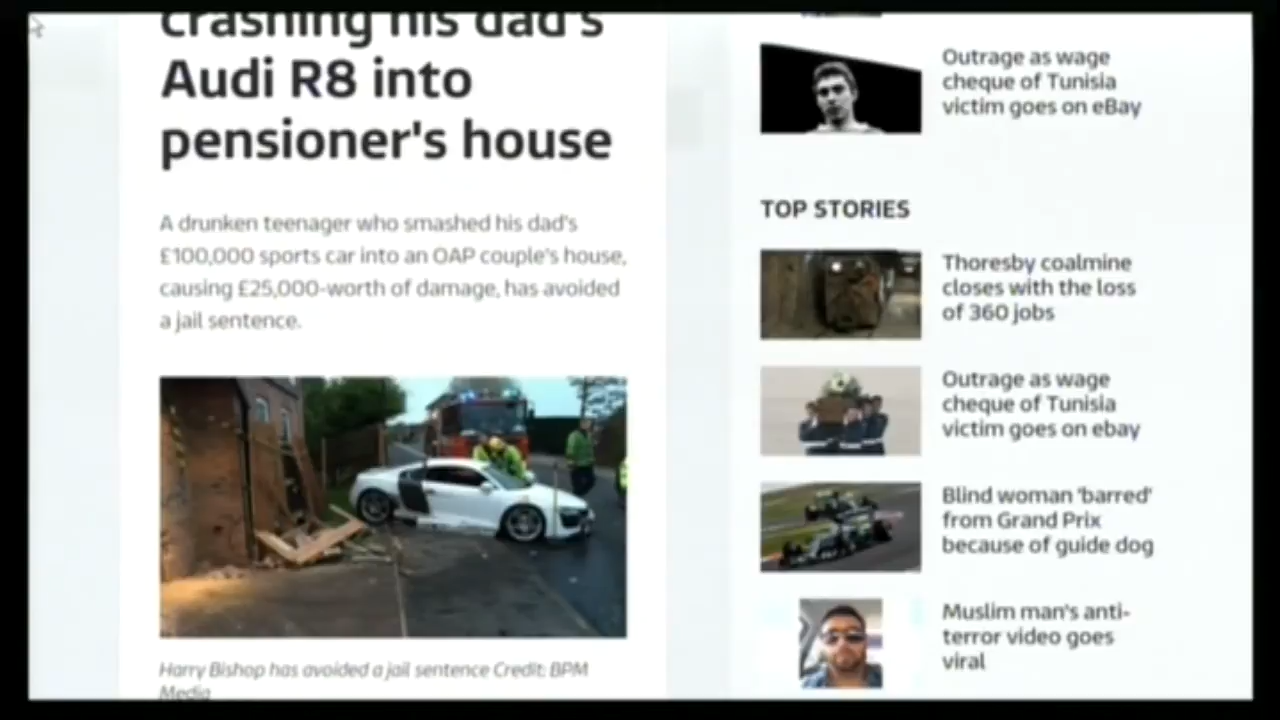 crashing his dad's
Audi R8 into
pensioner's house
A drunken teenager who smashed his dad's
£100,000 sports car into an OAP couple's house,
causing £25,000-worth of damage, has avoided
a jail sentence.
Harry Bishop has avoided a jail sentence Credit: BPM
Media
Outrage as wage
cheque of Tunisia
victim goes on eBay
TOP STORIES
Thoresby coalmine
closes with the loss
of 360 jobs
Outrage as wage
cheque of Tunisia
victim goes on ebay
Blind woman 'barred'
from Grand Prix
because of guide dog
Muslim man's anti-
terror video goes
viral